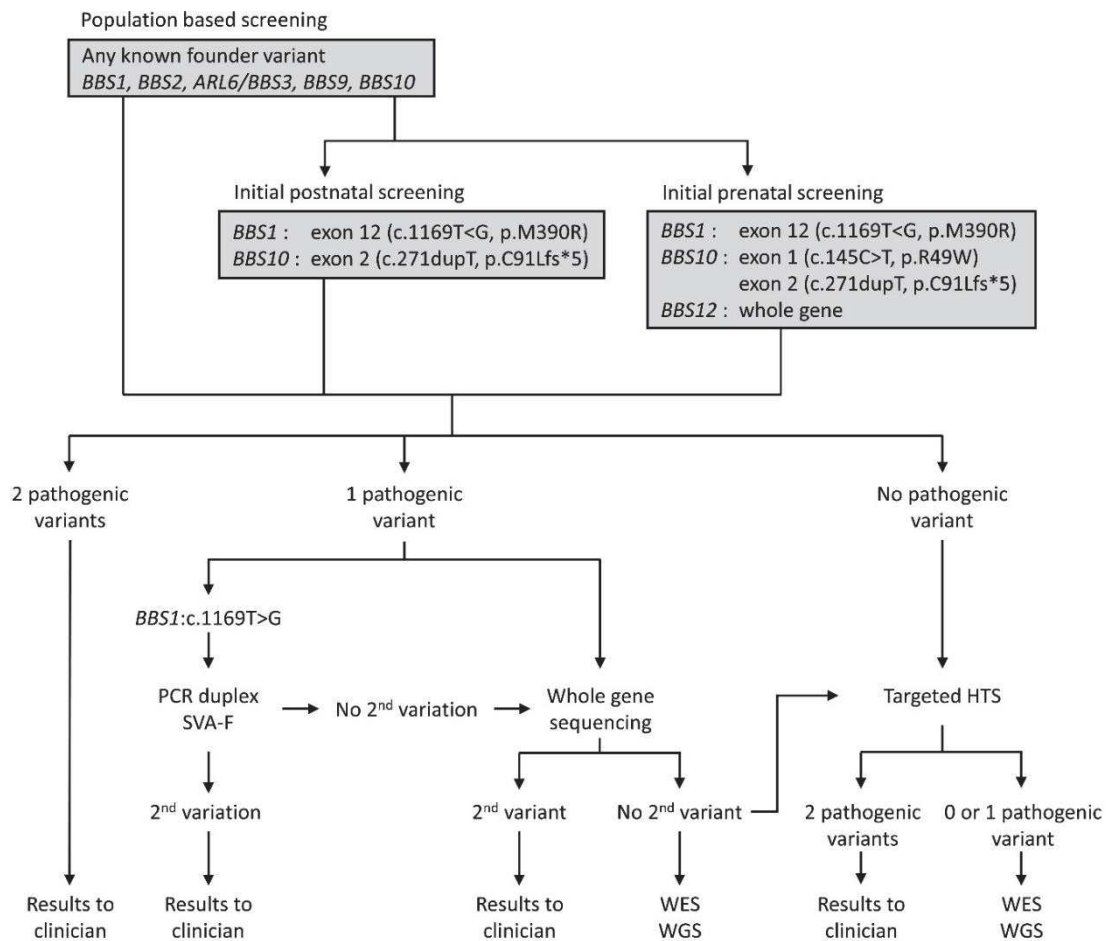 Population based screening
Any known founder variant
BBS1, BBS2, ARL6/BBS3, BBS9, BBS10
Initial postnatal screening
BBS1 : exon 12 (c.1169T<G, p.M390R)
BBS10 : exon 2 (c.271dupT, p.C91Lfs*5)
Initial prenatal screening
BBS1 : exon 12 (c.1169T<G, p.M390R)
BBS10 : exon 1 (c.145C>T, p.R49W)
exon 2 (c.271dupT, p.C91Lfs*5)
BBS12 : whole gene
2 pathogenic
variants
1 pathogenic
variant
No pathogenic
variant
BBS1:c.1169T>G
PCR duplex
SVA-F
No 2nd variation
Whole gene
sequencing
Targeted HTS
2nd variation
2nd variant
No 2nd variant
2 pathogenic
variants
0 or 1 pathogenic
variant
Results to
clinician
Results to
clinician
Results to
clinician
WES
WGS
Results to
clinician
WES
WGS